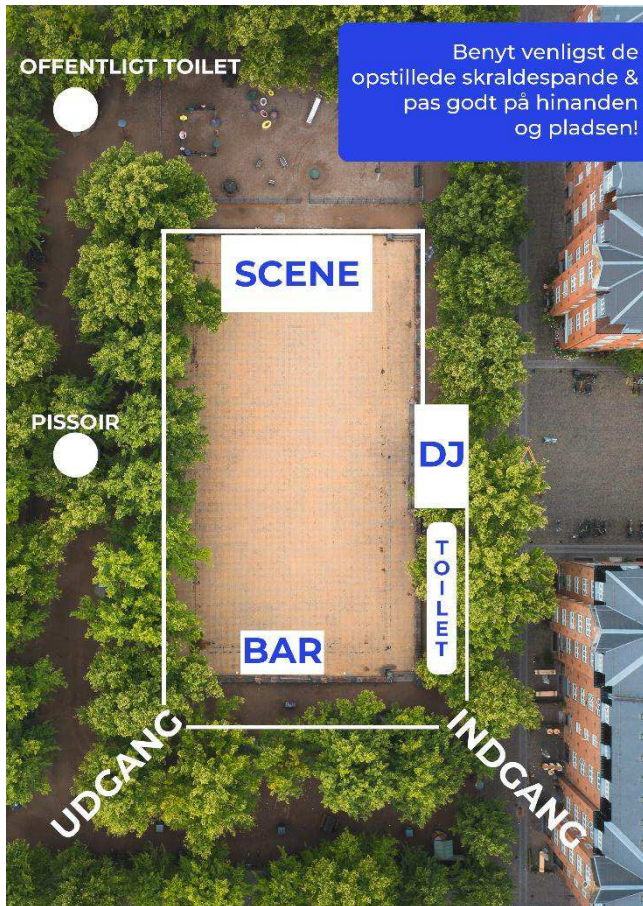 OFFENTLIGT TOILET
Benyt venligst de
opstillede skraldespande &
pas godt på hinanden
og pladsen!
SCENE
PISSOIR
DJ
TOILET
BAR
UDGANG
INDGANG